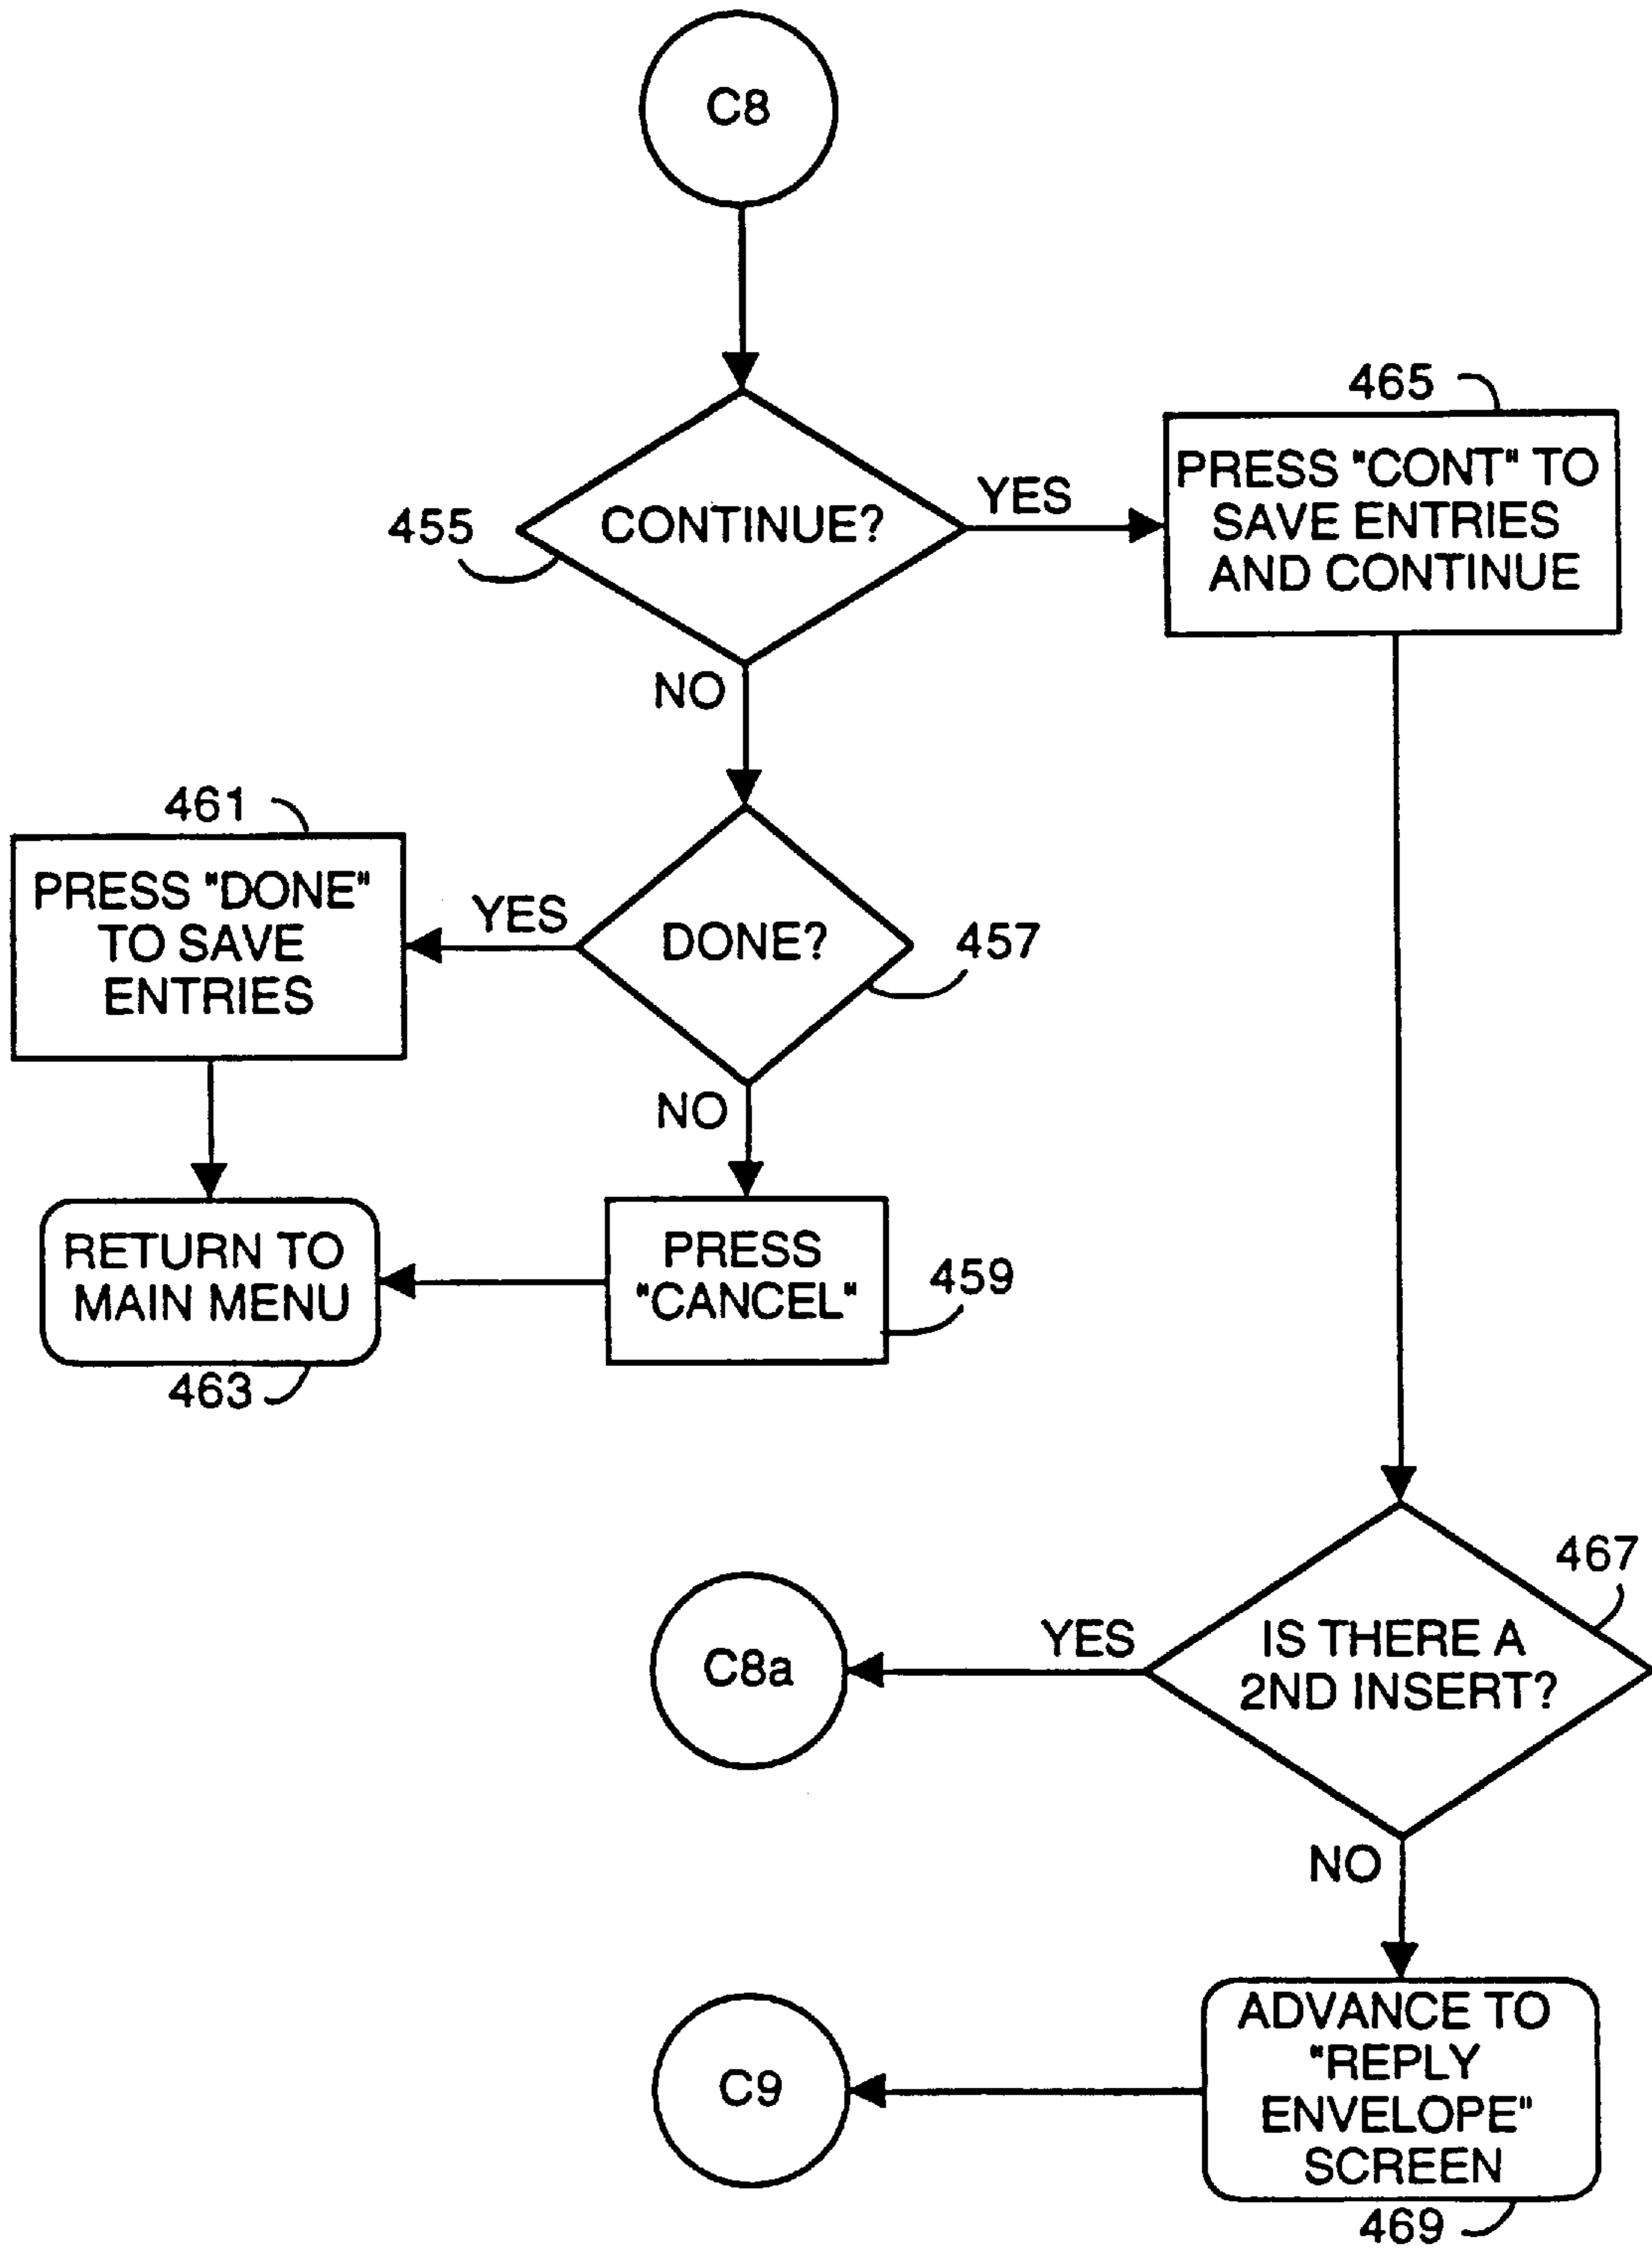 C8
465
PRESS "CONT" TO
SAVE ENTRIES
AND CONTINUE
YES
455
CONTINUE?
NO
461
PRESS "DONE"
TO SAVE
ENTRIES
YES
DONE?
457
NO
RETURN TO
MAIN MENU
463
PRESS
"CANCEL"
459
467
IS THERE A
2ND INSERT?
YES
C8a
NO
ADVANCE TO
"REPLY
ENVELOPE"
SCREEN
469
C9